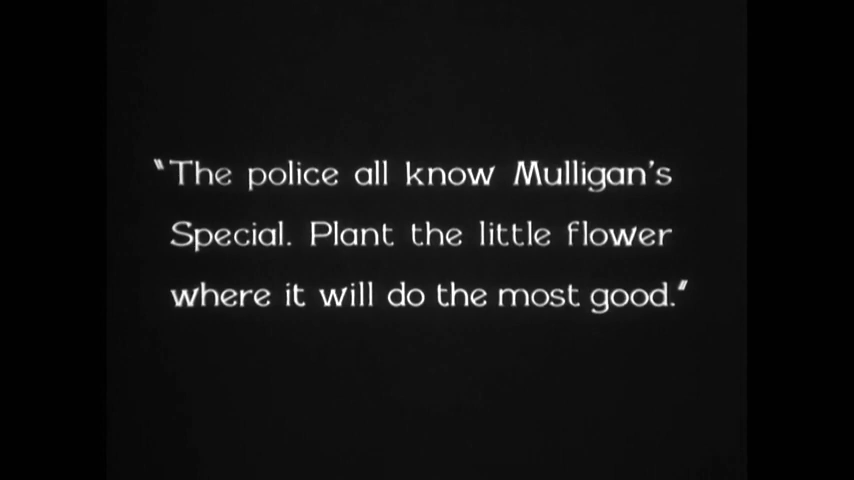 "The police all know Mulligan's
Special. Plant the little flower
where it will do the most good."